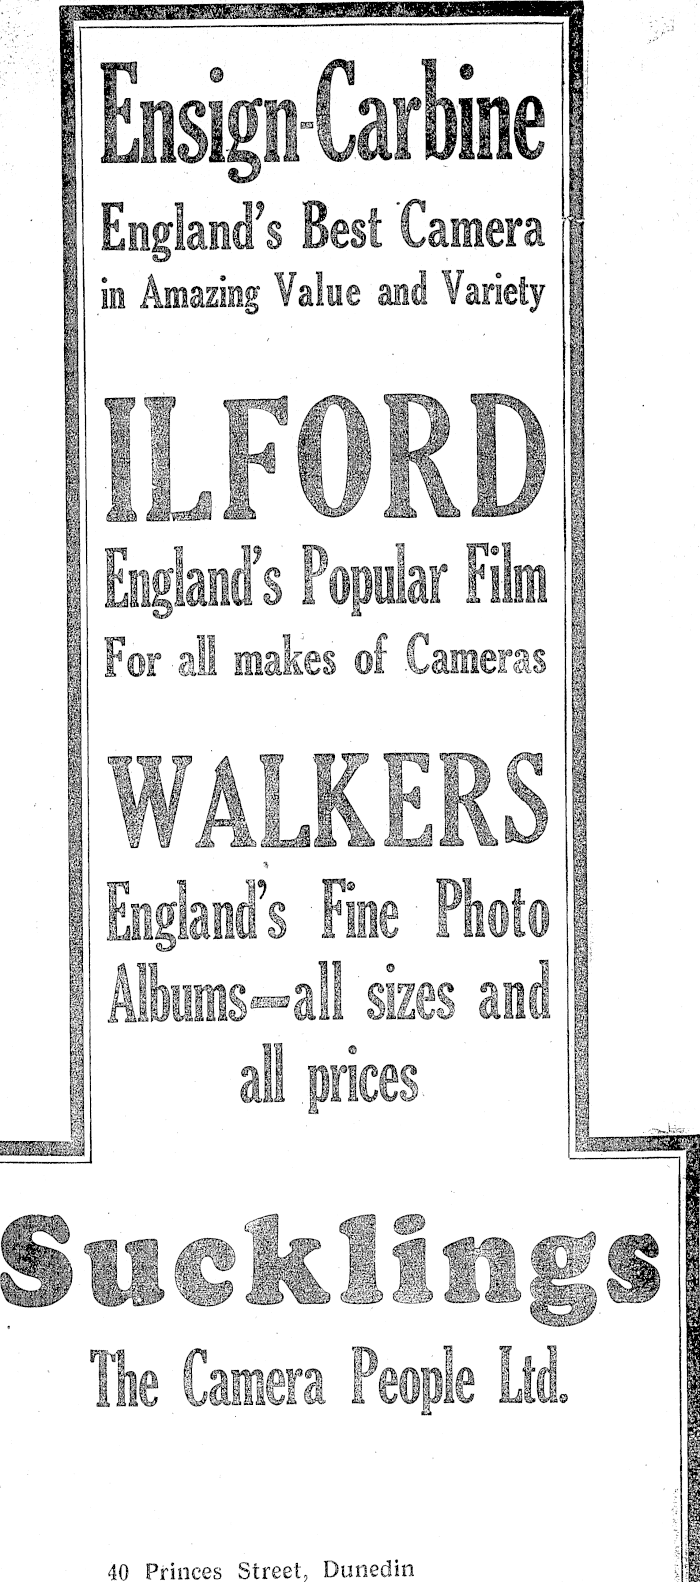 Ensign-Carbine
England's Best Camera
in Amazing Value and Variety
ILFORD
England's Popular Film
For all makes of Cameras
WALKERS
England's Fine Photo
Albums—all sizes and
all prices
Sucklings
The Camera People Ltd.
40 Princes Street, Dunedin